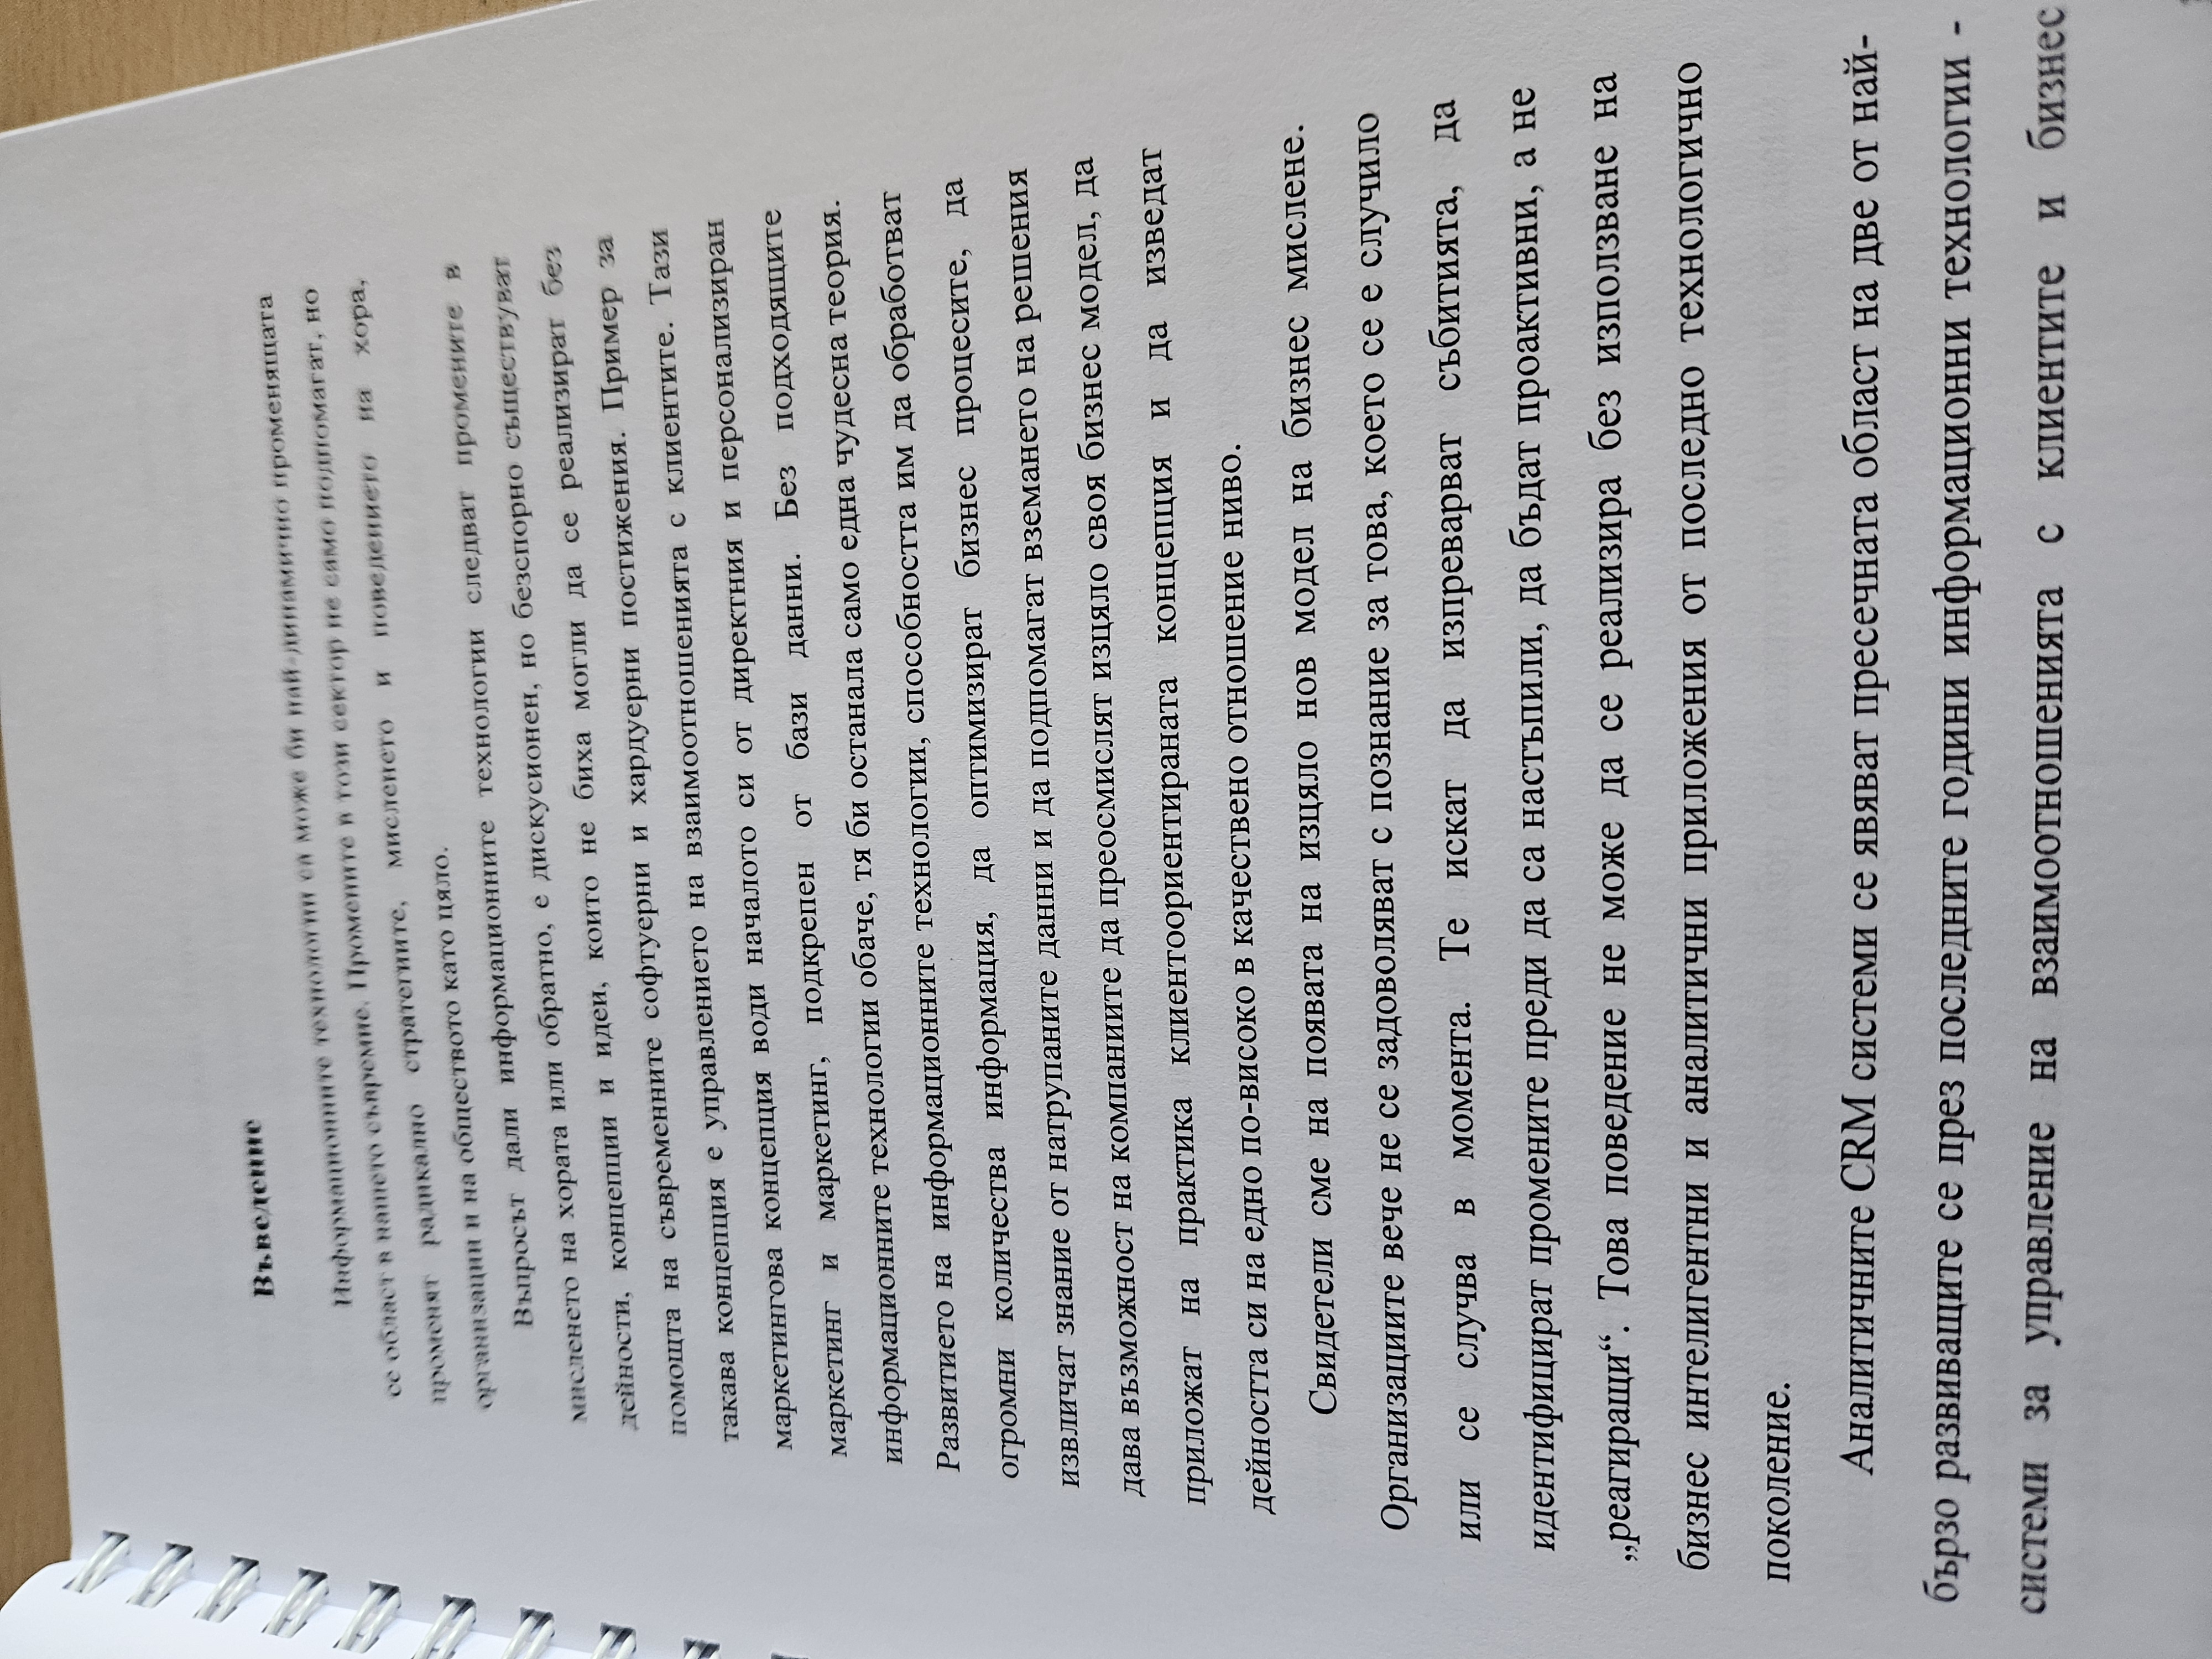 Въведение
Информационните технологии са може би най-динамично променящата
се област в нашето съвремие. Промените в този сектор не само подпомагат, но
променят радикално стратегиите, мисленето и поведението на хора,
организации и на обществото като цяло.
Въпросът дали информационните технологии следват промените в
мисленето на хората или обратно, е дискусионен, но безспорно съществуват
дейности, концепции и идеи, които не биха могли да се реализират без
помощта на съвременните софтуерни и хардуерни постижения. Пример за
такава концепция е управлението на взаимоотношенията с клиентите. Тази
маркетингова концепция води началото си от директния и персонализиран
маркетинг и маркетинг, подкрепен от бази данни. Без подходящите
информационните технологии обаче, тя би останала само една чудесна теория.
Развитието на информационните технологии, способността им да обработват
огромни количества информация, да оптимизират бизнес процесите, да
извличат знание от натрупаните данни и да подпомагат вземането на решения
дава възможност на компаниите да преосмислят изцяло своя бизнес модел, да
приложат на практика клиентоориентираната концепция и да изведат
дейността си на едно по-високо в качествено отношение ниво.
Свидетели сме на появата на изцяло нов модел на бизнес мислене.
Организациите вече не се задоволяват с познание за това, което се е случило
или се случва в момента. Те искат да изпреварват събитията, да
идентифицират промените преди да са настъпили, да бъдат проактивни, а не
„реагиращи“. Това поведение не може да се реализира без използване на
бизнес интелигентни и аналитични приложения от последно технологично
поколение.
Аналитичните CRM системи се явяват пресечната област на две от най-
бързо развиващите се през последните години информационни технологии -
системи за управление на взаимоотношенията с клиентите и бизнес